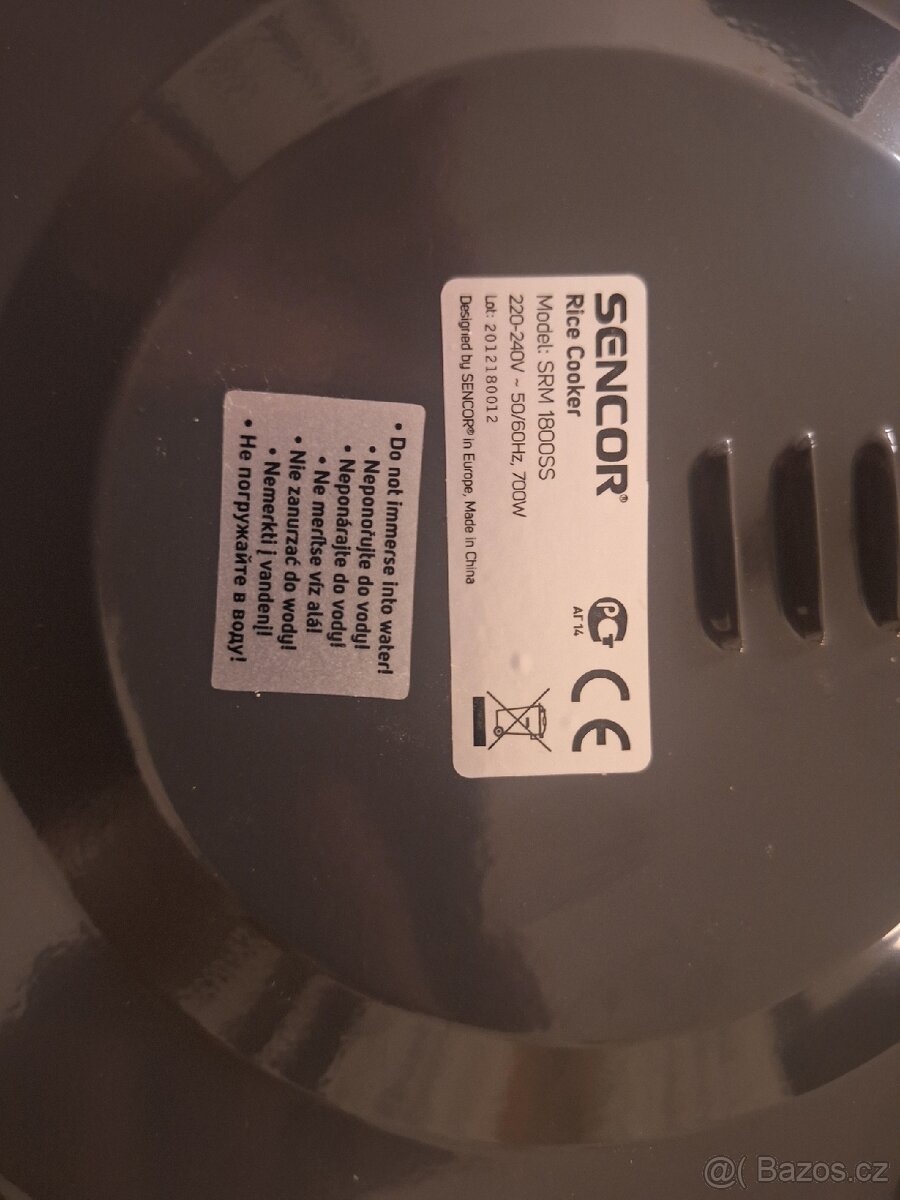 SENCOR®
Rice Cooker
Model: SRM 1800SS
220-240V ~ 50/60Hz, 700W
Lot: 2012180012
Designed by SENCOR® in Europe, Made in China
РСТ
АГ14
CE
• Do not immerse into water!
• Neponořujte do vody!
• Neponárajte do vody!
• Ne merítse víz alá!
• Nie zanurzać do wody!
• Nemerkti į vandenį!
• Не погружайте в воду!
@( Bazos.cz